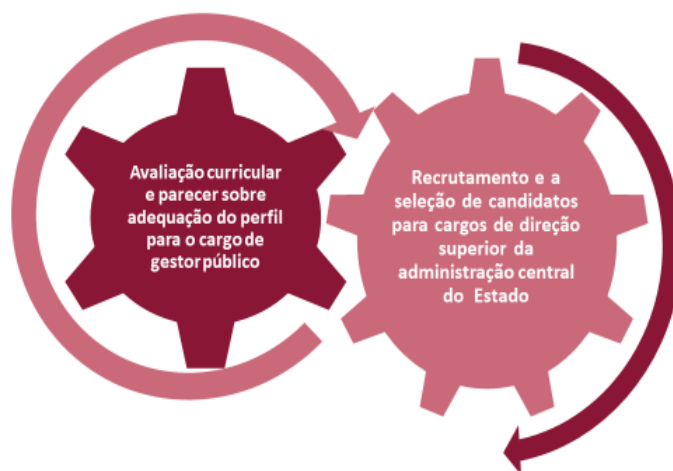 Avaliação curricular
e parecer sobre
adequação do perfil
para o cargo de
gestor público
Recrutamento e a
seleção de candidatos
para cargos de direção
superior da
administração central
do Estado